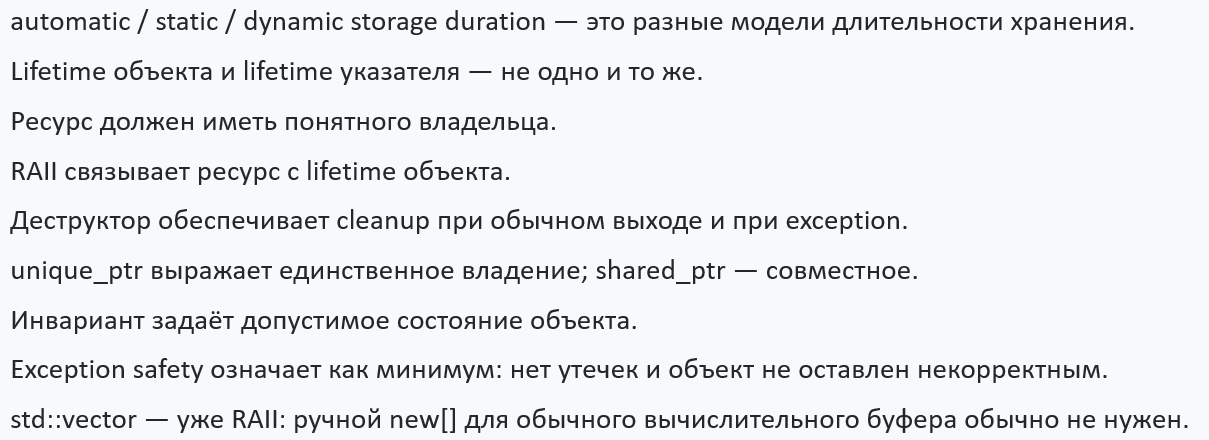 automatic / static / dynamic storage duration — это разные модели длительности хранения.
Lifetime объекта и lifetime указателя — не одно и то же.
Ресурс должен иметь понятного владельца.
RAII связывает ресурс с lifetime объекта.
Деструктор обеспечивает cleanup при обычном выходе и при exception.
unique_ptr выражает единственное владение; shared_ptr — совместное.
Инвариант задаёт допустимое состояние объекта.
Exception safety означает как минимум: нет утечек и объект не оставлен некорректным.
std::vector — уже RAII: ручной new[] для обычного вычислительного буфера обычно не нужен.